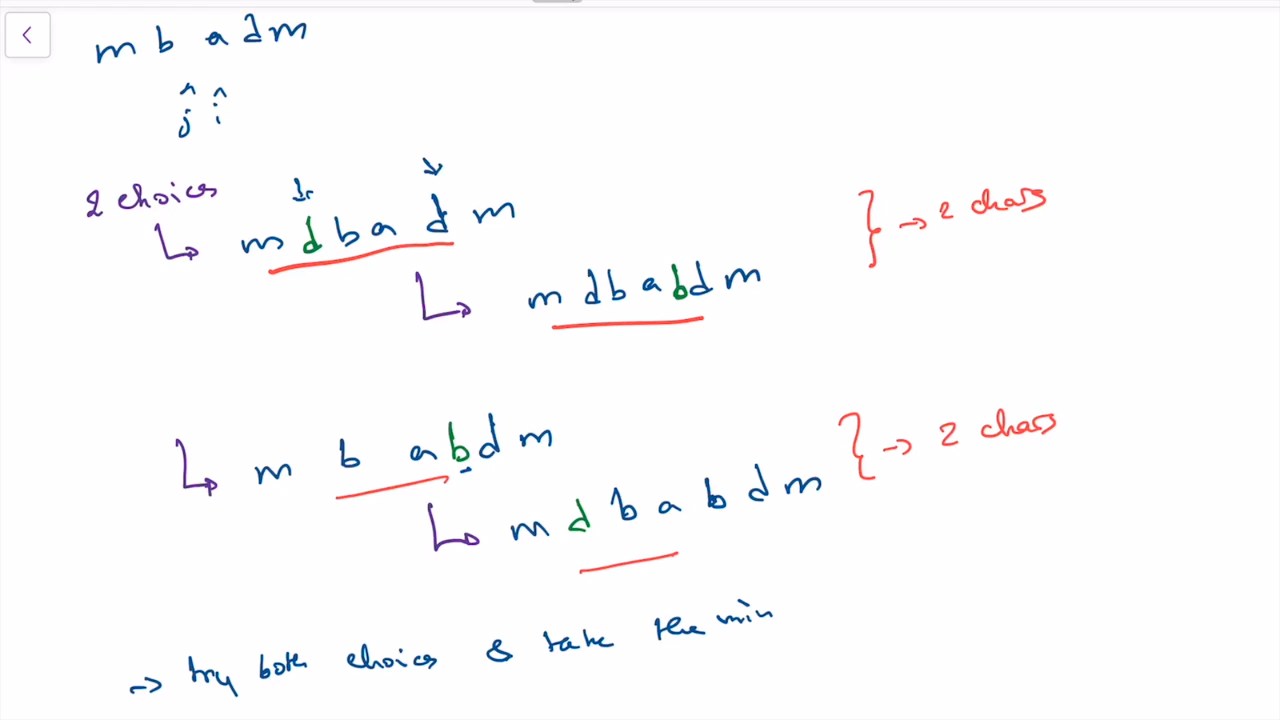 m b a d m
j i
2 choices
↳ m d b a d m
} → 2 chars
↳ m d b a b d m
↳ m b a b d m
} → 2 chars
↳ m d b a b d m
→ try both choices & take the min